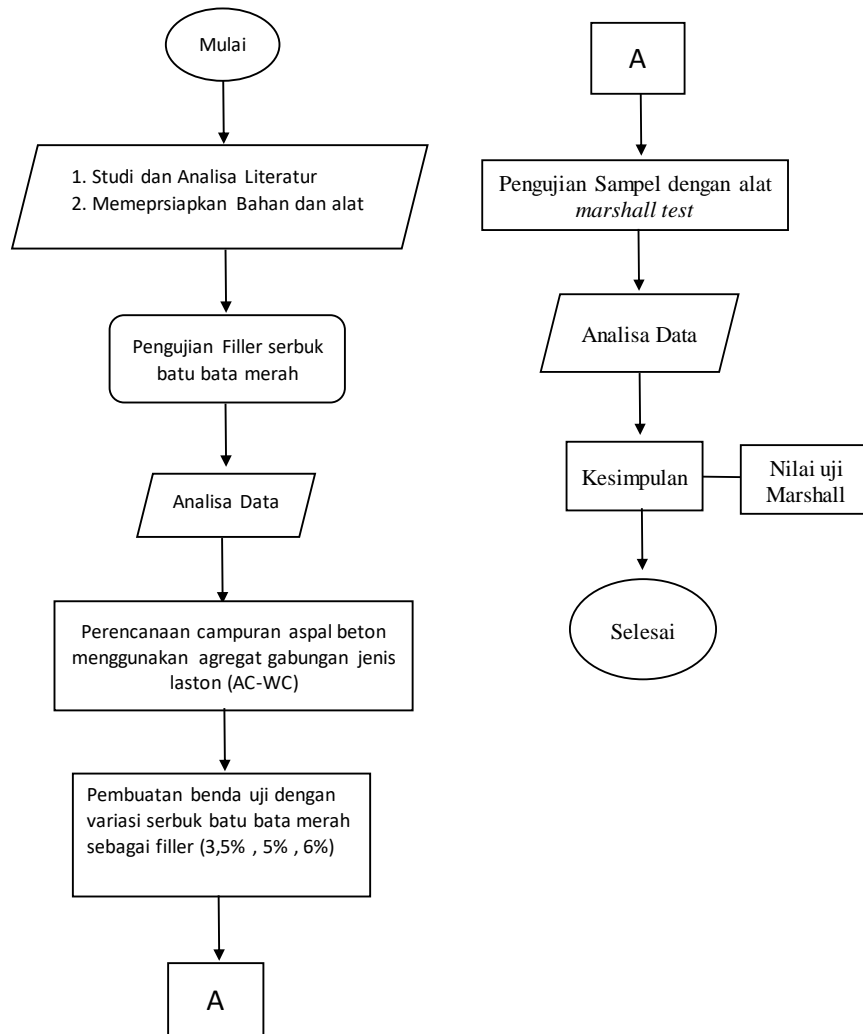 Mulai
1. Studi dan Analisa Literatur
2. Memeprsiapkan Bahan dan alat
Pengujian Filler serbuk
batu bata merah
Analisa Data
Perencanaan campuran aspal beton
menggunakan agregat gabungan jenis
laston (AC-WC)
Pembuatan benda uji dengan
variasi serbuk batu bata merah
sebagai filler (3,5% , 5% , 6%)
A
A
Pengujian Sampel dengan alat
marshall test
Analisa Data
Kesimpulan
Nilai uji
Marshall
Selesai